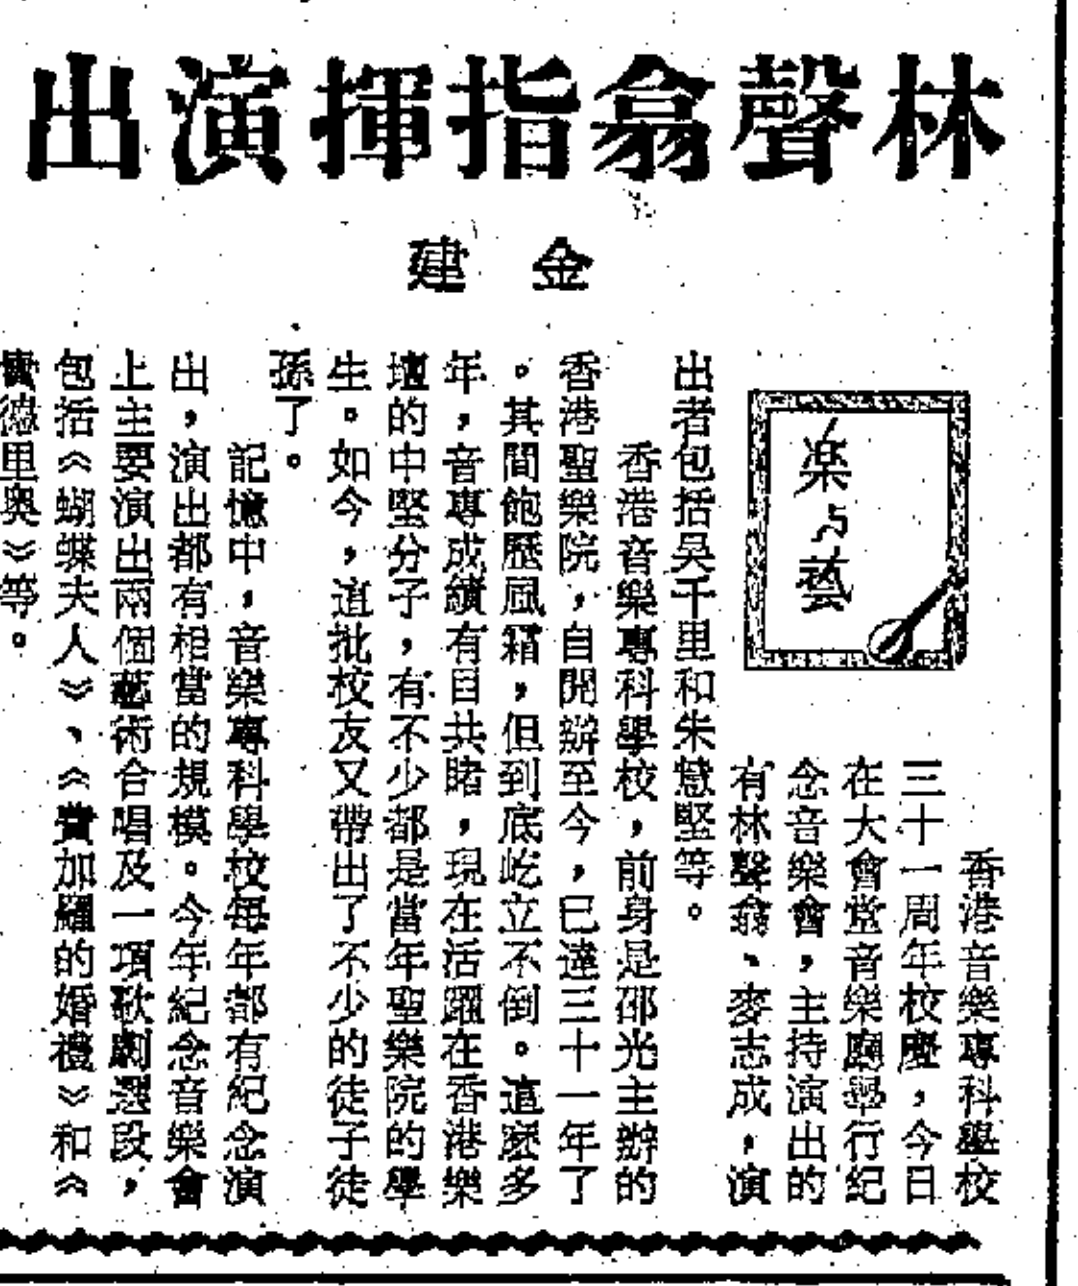 林聲翕指揮演出
金建
楽与藝
香港音樂專科學校
三十一周年校慶，今日
在大會堂音樂廳舉行紀
念音樂會，主持演出的
有林聲翕、麥志成，演
出者包括吳千里和朱慧堅等。
香港音樂專科學校，前身是邵光主辦的
香港聖樂院，自開辦至今，已達三十一年了
。其間飽歷風霜，但到底屹立不倒。這麼多
年，音專成績有目共睹，現在活躍在香港樂
壇的中堅分子，有不少都是當年聖樂院的學
生。如今，這批校友又帶出了不少的徒子徒
孫了。
記憶中，音樂專科學校每年都有紀念演
出，演出都有相當的規模。今年紀念音樂會
上主要演出兩個藝術合唱及一項歌劇選段，
包括《蝴蝶夫人》、《費加羅的婚禮》和《
德里奧》等。